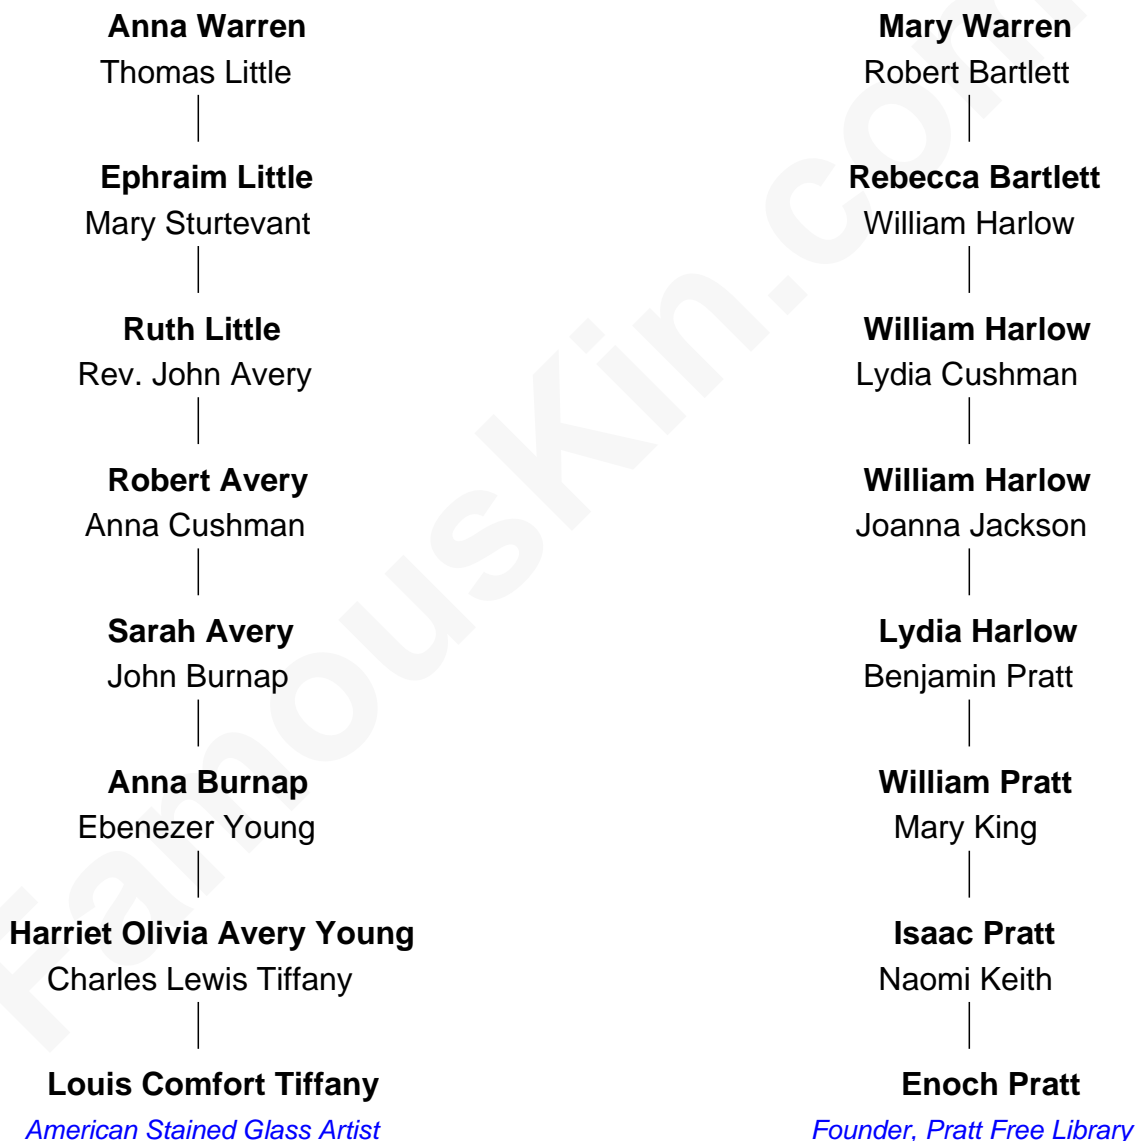 Anna Warren
Thomas Little
Ephraim Little
Mary Sturtevant
Ruth Little
Rev. John Avery
Robert Avery
Anna Cushman
Sarah Avery
John Burnap
Anna Burnap
Ebenezer Young
Harriet Olivia Avery Young
Charles Lewis Tiffany
Louis Comfort Tiffany
American Stained Glass Artist
Mary Warren
Robert Bartlett
Rebecca Bartlett
William Harlow
William Harlow
Lydia Cushman
William Harlow
Joanna Jackson
Lydia Harlow
Benjamin Pratt
William Pratt
Mary King
Isaac Pratt
Naomi Keith
Enoch Pratt
Founder, Pratt Free Library
FamousKin.com